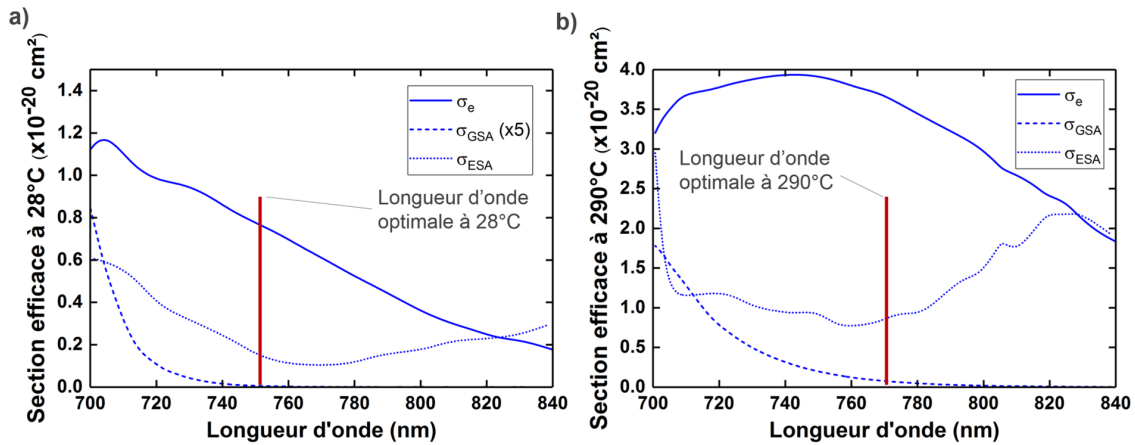 a)
Section efficace à 28°C (x10⁻²⁰ cm²)
1.4
1.2
1.0
0.8
0.6
0.4
0.2
0.0
σe
σGSA (x5)
σESA
Longueur d'onde
optimale à 28°C
700 720 740 760 780 800 820 840
Longueur d'onde (nm)
b)
Section efficace à 290°C (x10⁻²⁰ cm²)
4.0
3.5
3.0
2.5
2.0
1.5
1.0
0.5
0.0
σe
σGSA
σESA
Longueur d'onde
optimale à 290°C
700 720 740 760 780 800 820 840
Longueur d'onde (nm)